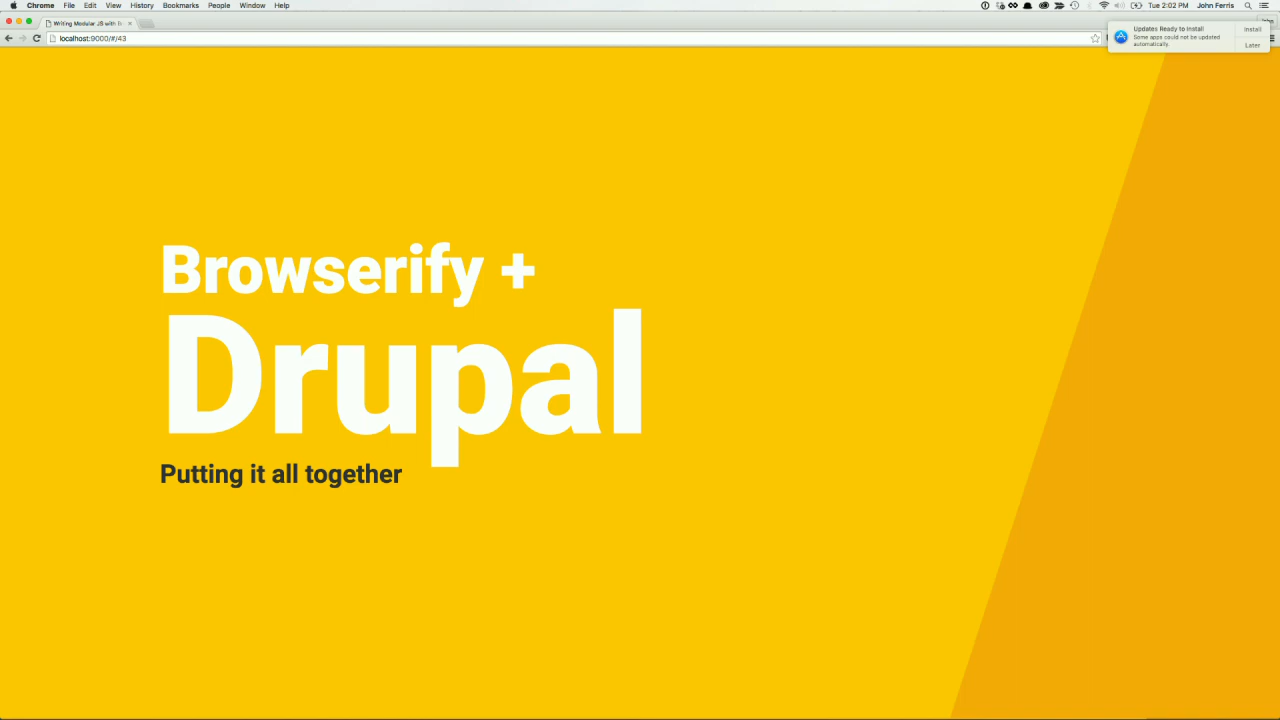 Chrome File Edit View History Bookmarks People Window Help
Tue 2:02 PM John Ferris
Writing Modular JS with
localhost:9000/#/43
Updates Ready to Install
Some apps could not be updated
automatically.
Install
Later
Browserify +
Drupal
Putting it all together